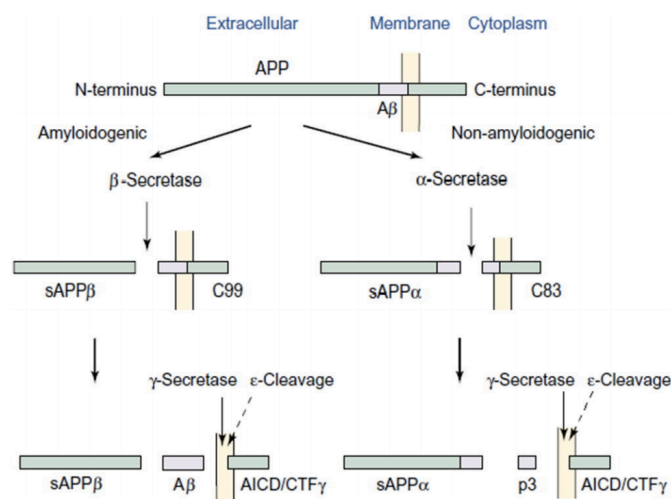 Extracellular Membrane Cytoplasm
APP
N-terminus C-terminus
Aβ
Amyloidogenic Non-amyloidogenic
β-Secretase α-Secretase
sAPPβ C99 sAPPα C83
γ-Secretase ε-Cleavage γ-Secretase ε-Cleavage
sAPPβ Aβ AICD/CTFγ sAPPα p3 AICD/CTFγ